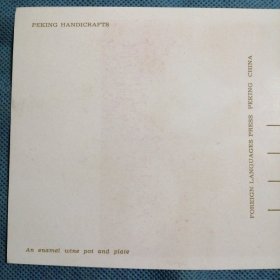 PEKING HANDICRAFTS
FOREIGN LANGUAGES PRESS PEKING CHINA
An enamel wine pot and plate